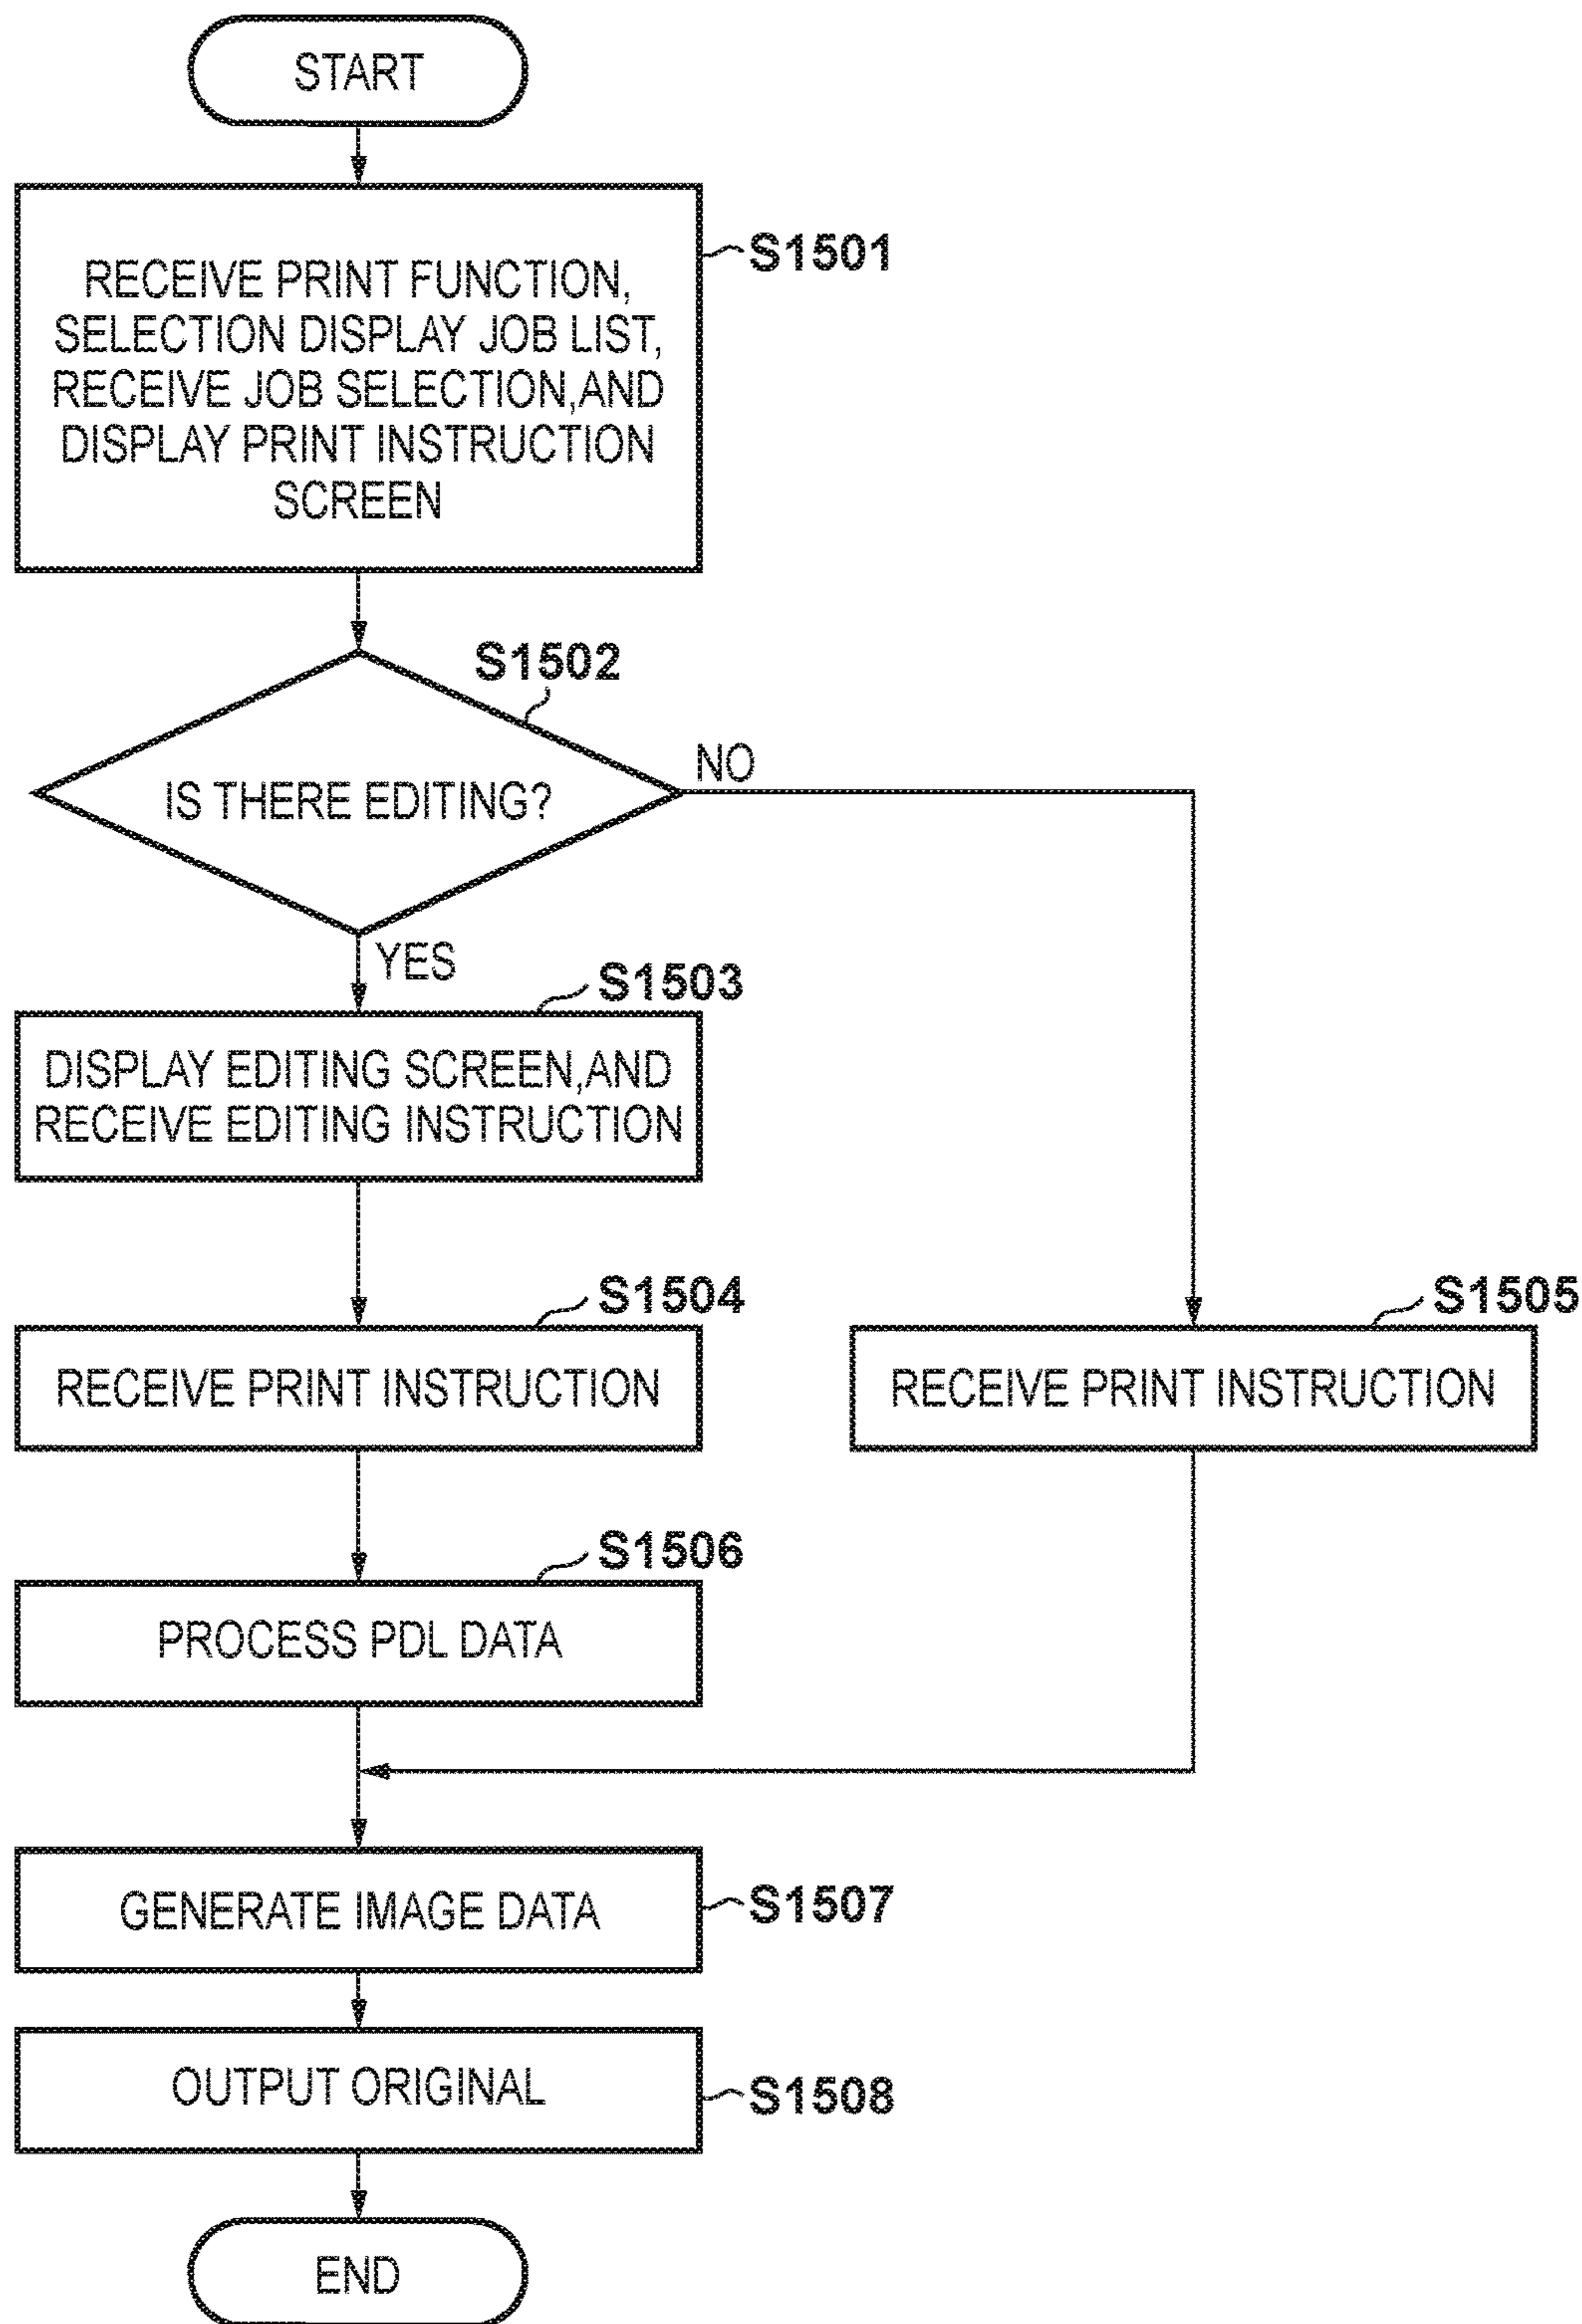 START
RECEIVE PRINT FUNCTION,
SELECTION DISPLAY JOB LIST,
RECEIVE JOB SELECTION,AND
DISPLAY PRINT INSTRUCTION
SCREEN
S1501
S1502
IS THERE EDITING?
NO
YES
S1503
DISPLAY EDITING SCREEN,AND
RECEIVE EDITING INSTRUCTION
S1504
RECEIVE PRINT INSTRUCTION
S1505
RECEIVE PRINT INSTRUCTION
S1506
PROCESS PDL DATA
GENERATE IMAGE DATA
S1507
OUTPUT ORIGINAL
S1508
END